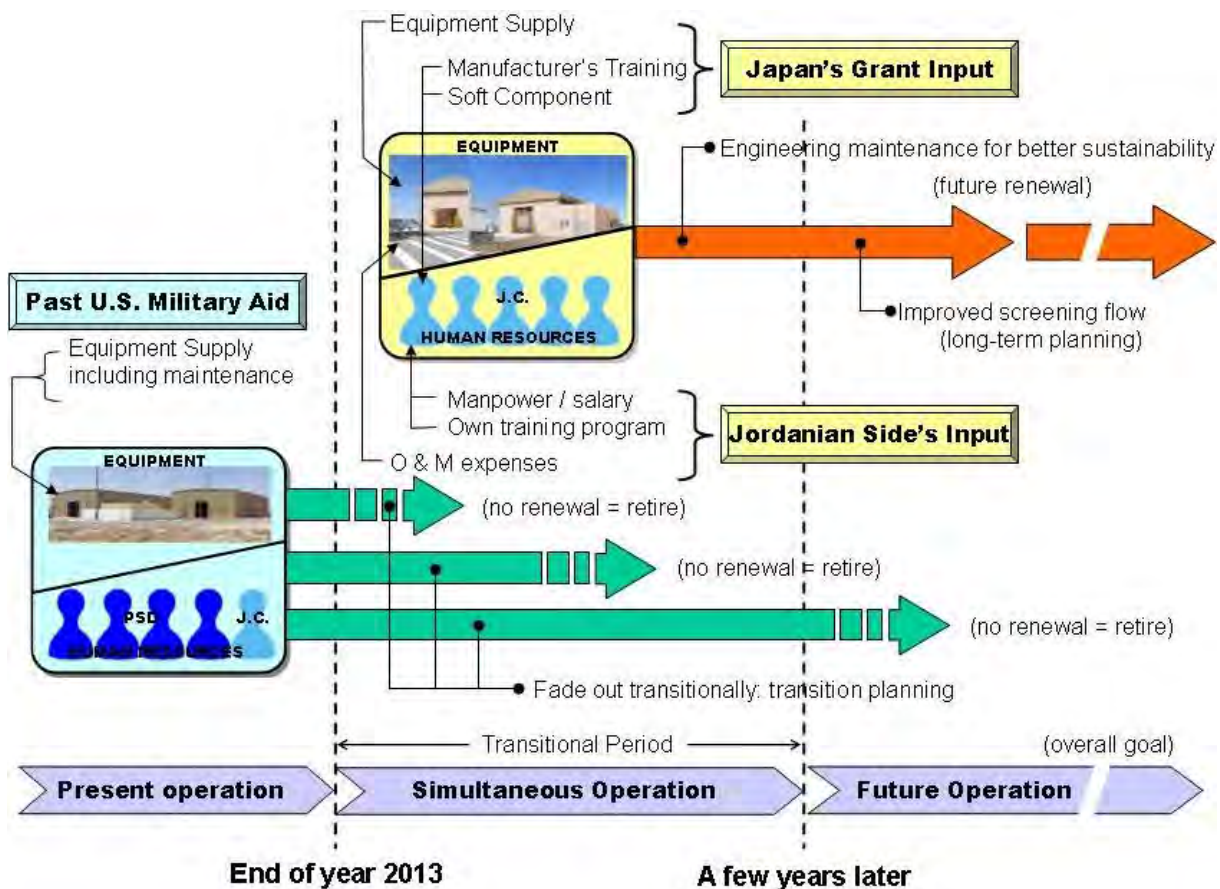 Equipment Supply
Manufacturer's Training
Soft Component
Japan's Grant Input
EQUIPMENT
J.C.
HUMAN RESOURCES
Engineering maintenance for better sustainability
(future renewal)
Improved screening flow
(long-term planning)
Past U.S. Military Aid
Equipment Supply
including maintenance
Manpower / salary
Own training program
O & M expenses
Jordanian Side's Input
EQUIPMENT
PSD
J.C.
HUMAN RESOURCES
(no renewal = retire)
(no renewal = retire)
(no renewal = retire)
Fade out transitionally: transition planning
Transitional Period
(overall goal)
Present operation
Simultaneous Operation
Future Operation
End of year 2013
A few years later